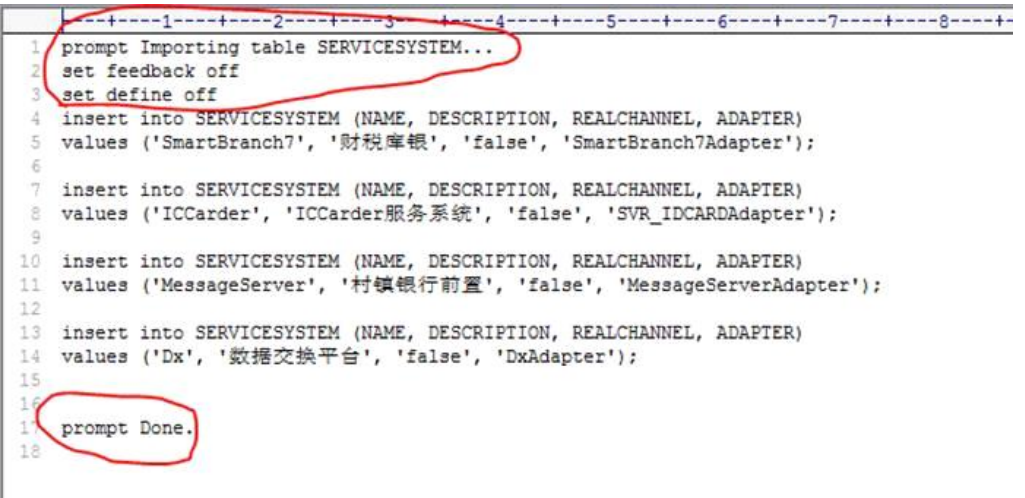 ----+----1----+----2----+----3----+----4----+----5----+----6----+----7----+----8----+-
1 prompt Importing table SERVICESYSTEM...
2 set feedback off
3 set define off
4 insert into SERVICESYSTEM (NAME, DESCRIPTION, REALCHANNEL, ADAPTER)
5 values ('SmartBranch7', '财税库银', 'false', 'SmartBranch7Adapter');
6
7 insert into SERVICESYSTEM (NAME, DESCRIPTION, REALCHANNEL, ADAPTER)
8 values ('ICCarder', 'ICCarder服务系统', 'false', 'SVR_IDCARDAdapter');
9
10 insert into SERVICESYSTEM (NAME, DESCRIPTION, REALCHANNEL, ADAPTER)
11 values ('MessageServer', '村镇银行前置', 'false', 'MessageServerAdapter');
12
13 insert into SERVICESYSTEM (NAME, DESCRIPTION, REALCHANNEL, ADAPTER)
14 values ('Dx', '数据交换平台', 'false', 'DxAdapter');
15
16
17 prompt Done.
18